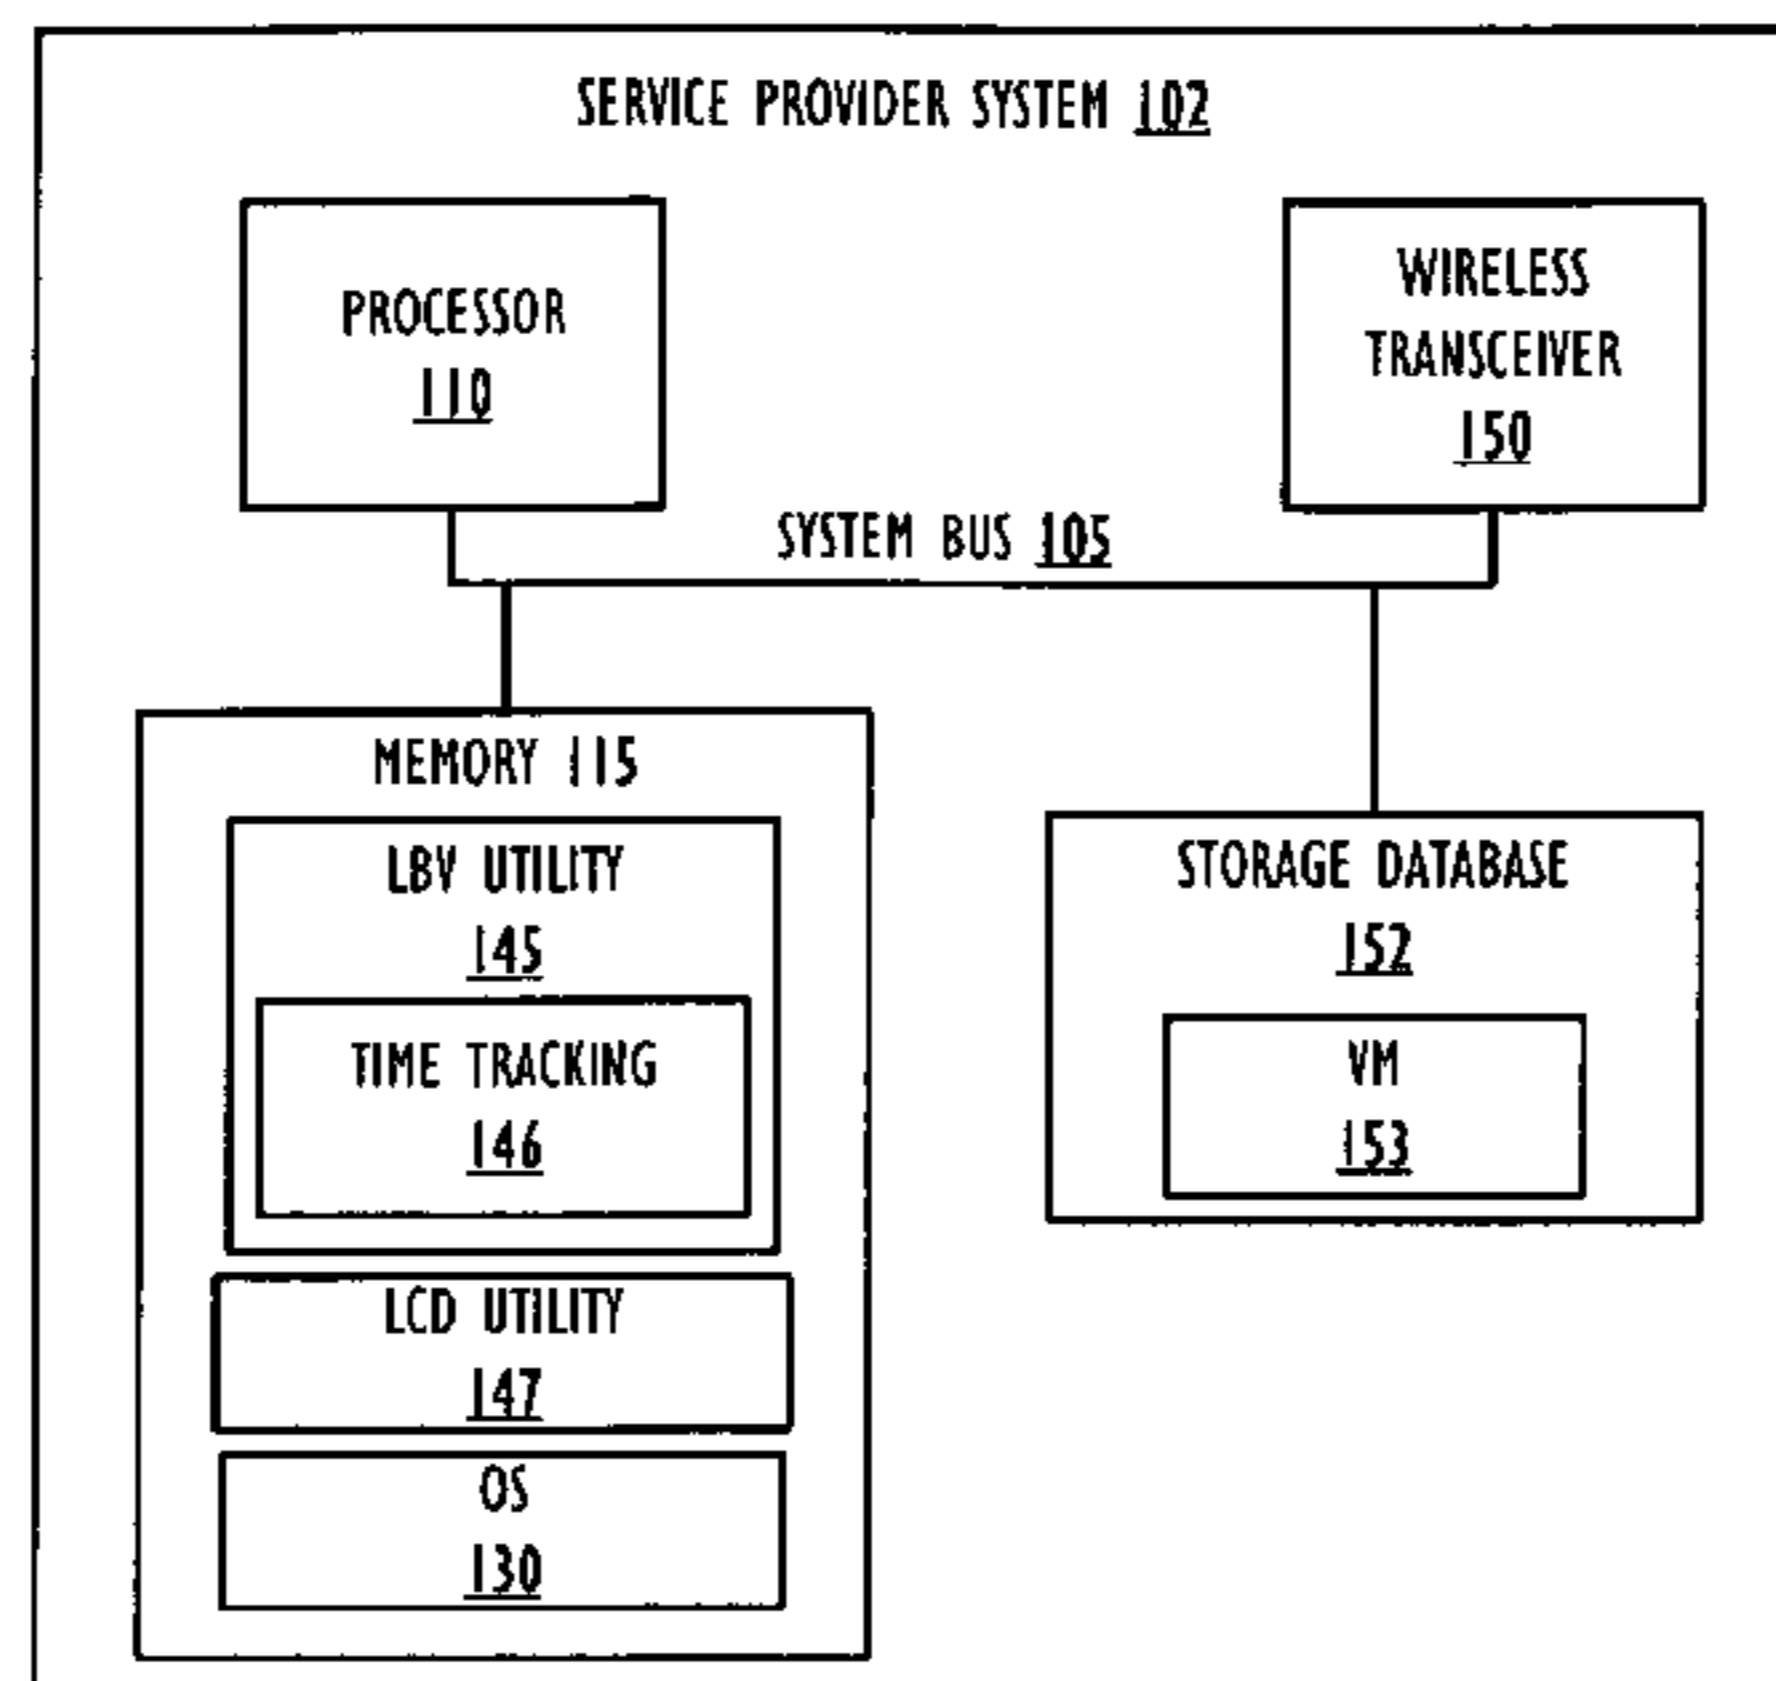 SERVICE PROVIDER SYSTEM 102
PROCESSOR
110
WIRELESS
TRANSCEIVER
150
SYSTEM BUS 105
MEMORY 115
LBV UTILITY
145
TIME TRACKING
146
LCD UTILITY
147
OS
130
STORAGE DATABASE
152
VM
153